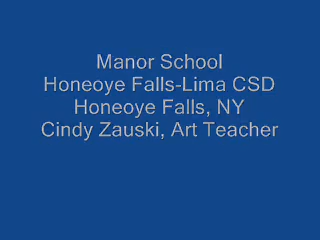 Manor School
Honeoye Falls-Lima CSD
Honeoye Falls, NY
Cindy Zauski, Art Teacher